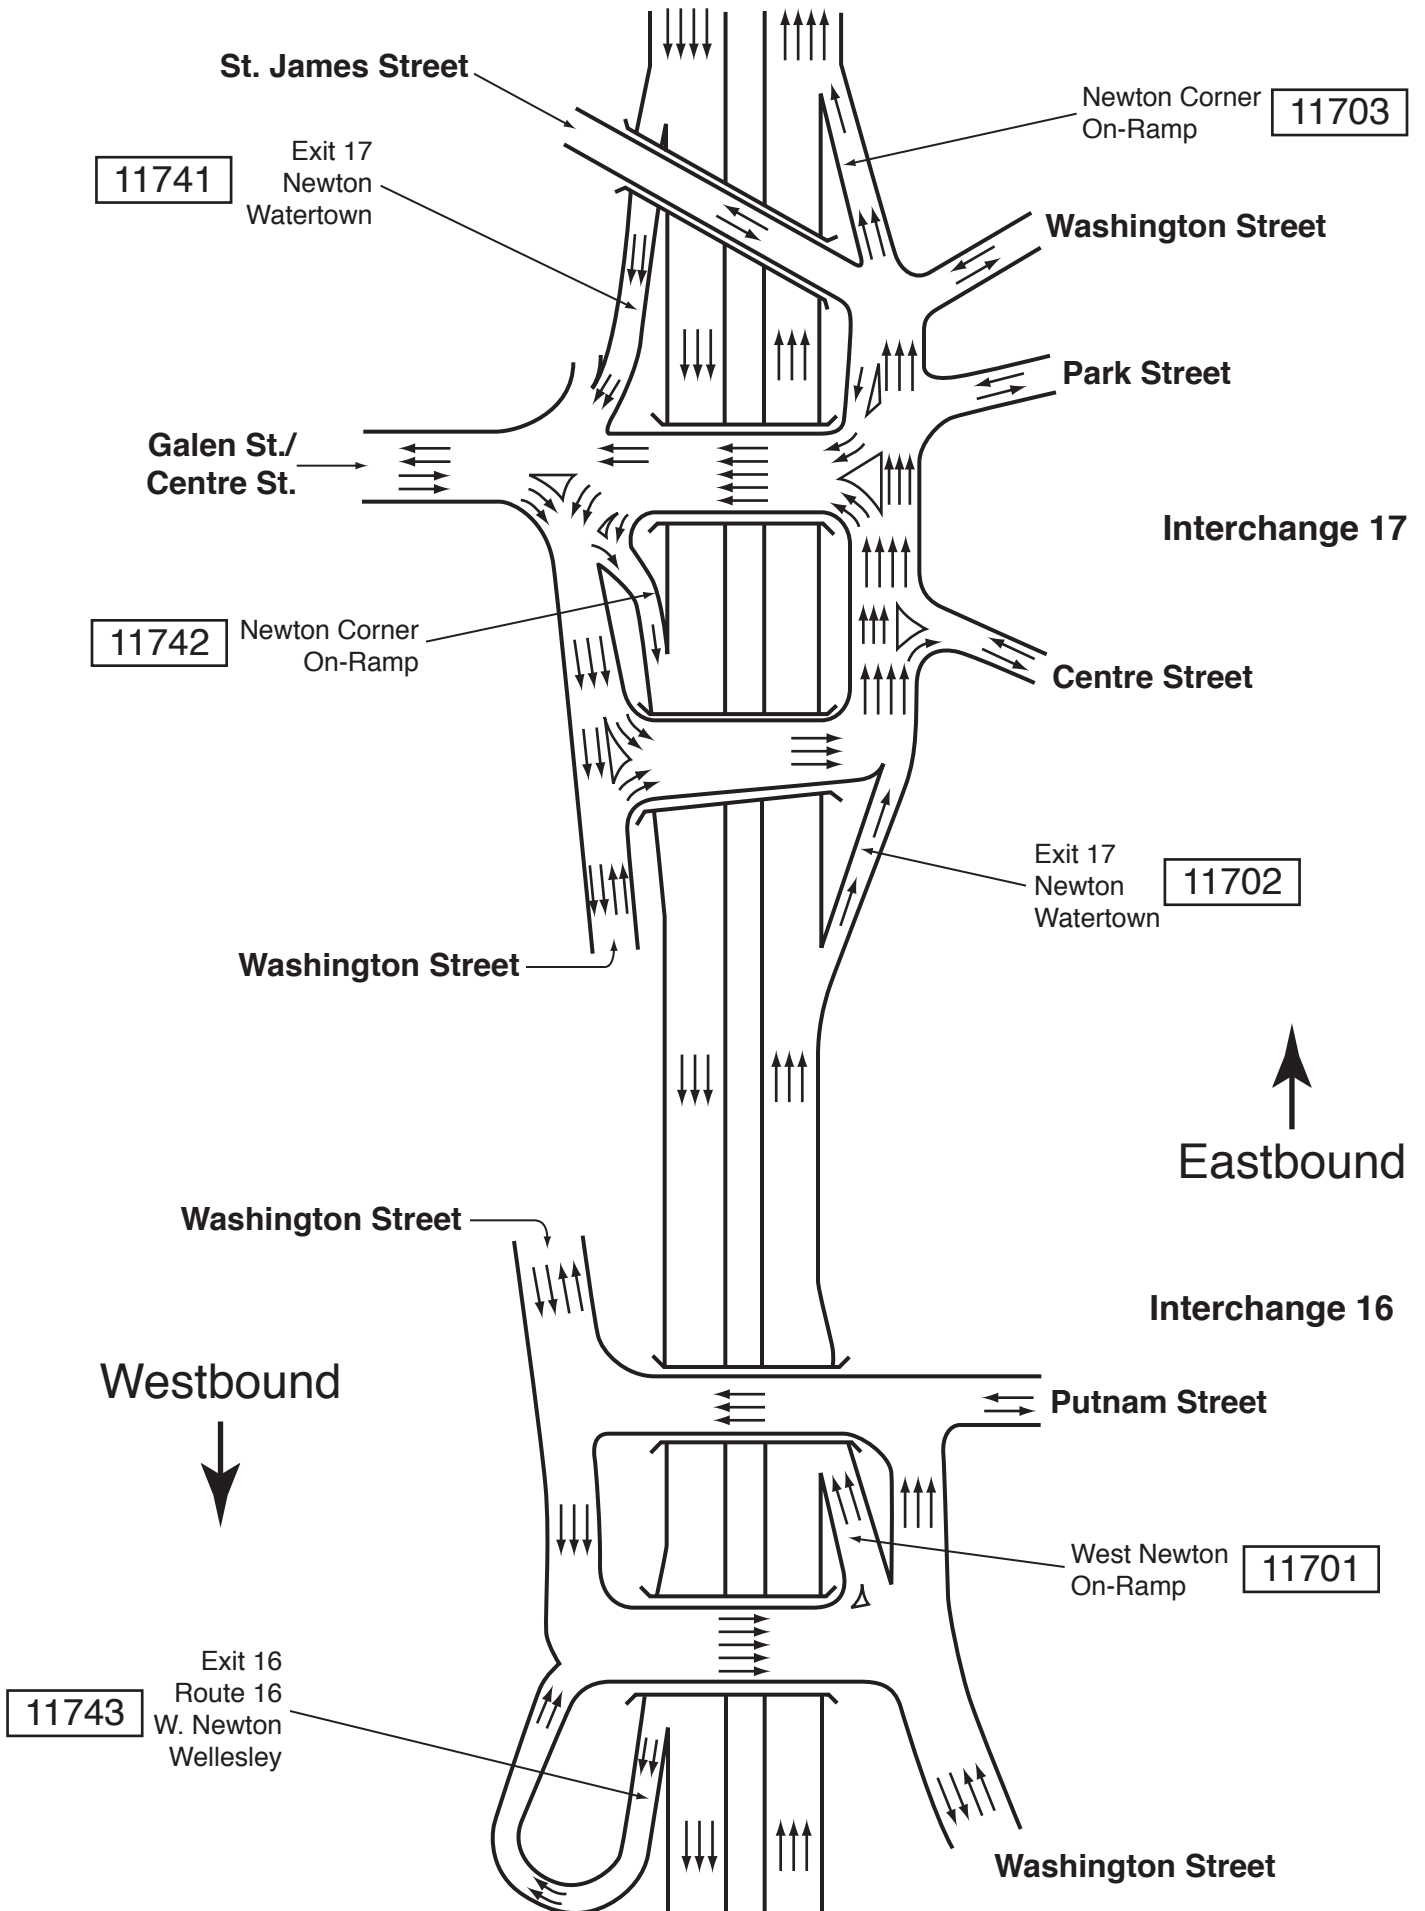 St. James Street
Newton Corner
On-Ramp
11703
11741
Exit 17
Newton
Watertown
Washington Street
Park Street
Galen St./
Centre St.
Interchange 17
11742
Newton Corner
On-Ramp
Centre Street
Exit 17
Newton
Watertown
11702
Washington Street
Eastbound
Washington Street
Interchange 16
Westbound
Putnam Street
West Newton
On-Ramp
11701
11743
Exit 16
Route 16
W. Newton
Wellesley
Washington Street